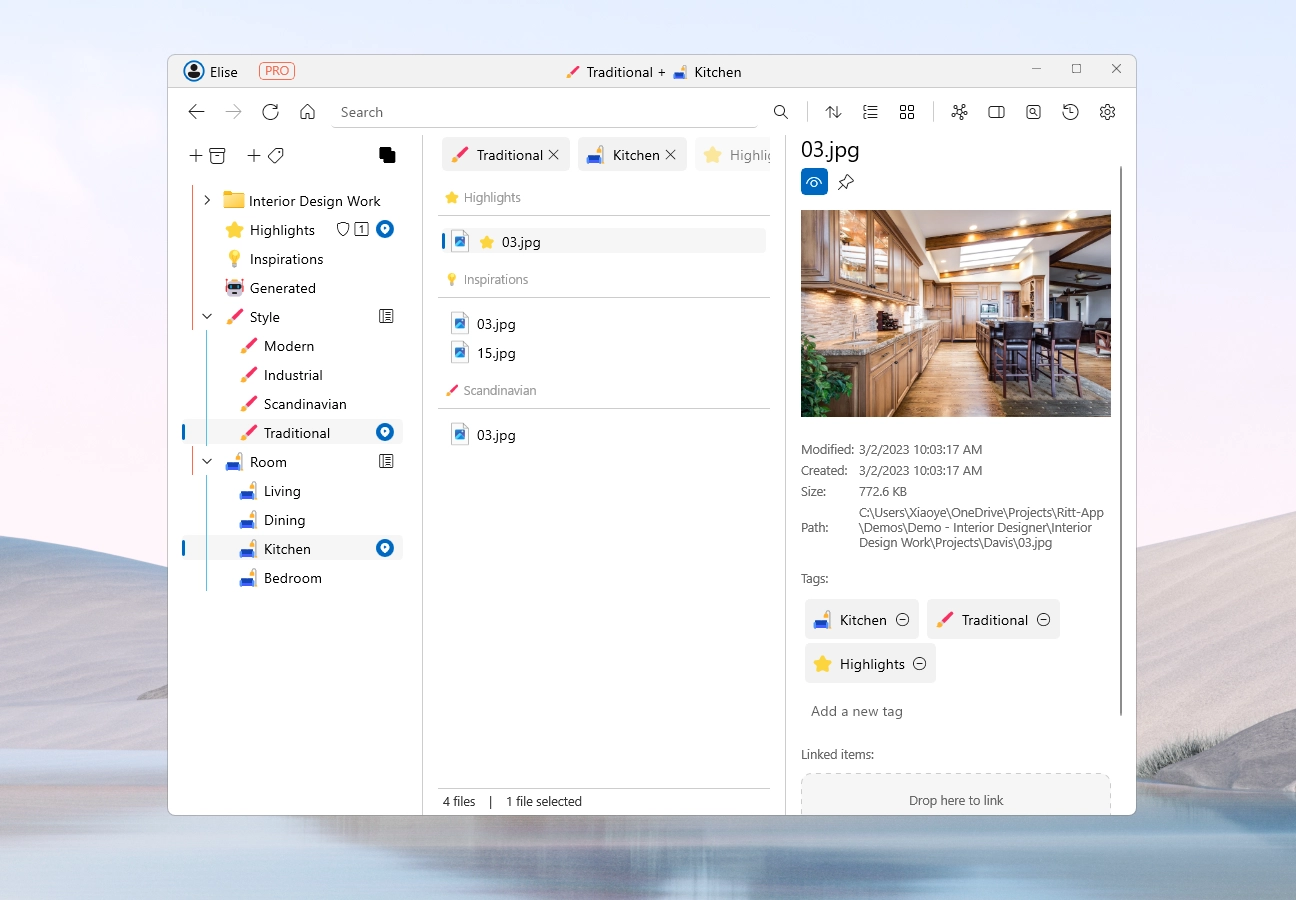 Elise PRO Traditional + Kitchen
Search
Interior Design Work
Highlights 1
Inspirations
Generated
Style
Modern
Industrial
Scandinavian
Traditional
Room
Living
Dining
Kitchen
Bedroom
Traditional Kitchen Highlig
Highlights
03.jpg
Inspirations
03.jpg
15.jpg
Scandinavian
03.jpg
4 files | 1 file selected
03.jpg
Modified: 3/2/2023 10:03:17 AM
Created: 3/2/2023 10:03:17 AM
Size: 772.6 KB
Path: C:\Users\Xiaoye\OneDrive\Projects\Ritt-App
\Demos\Demo - Interior Designer\Interior
Design Work\Projects\Davis\03.jpg
Tags:
Kitchen Traditional
Highlights
Add a new tag
Linked items:
Drop here to link